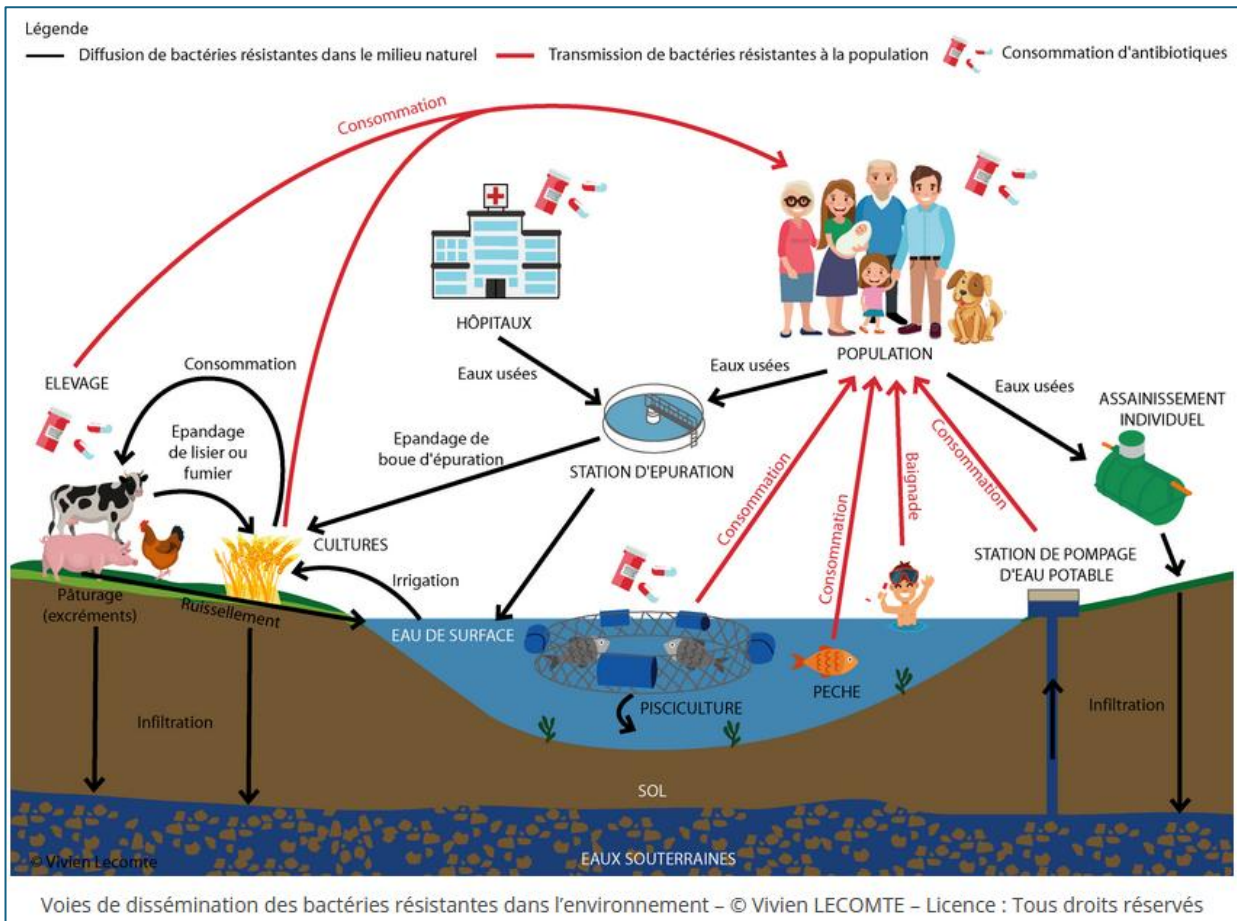 Légende
Diffusion de bactéries résistantes dans le milieu naturel
Transmission de bactéries résistantes à la population
Consommation d'antibiotiques
Consommation
HÔPITAUX
POPULATION
Eaux usées
Eaux usées
Eaux usées
ASSAINISSEMENT
INDIVIDUEL
ELEVAGE
Consommation
Epandage
de lisier ou
fumier
Epandage de
boue d'épuration
STATION D'EPURATION
Consommation
Consommation
Baignade
Consommation
CULTURES
Irrigation
STATION DE POMPAGE
D'EAU POTABLE
Pâturage
(excréments)
Ruissellement
EAU DE SURFACE
PISCICULTURE
PECHE
Infiltration
Infiltration
SOL
© Vivien Lecomte
EAUX SOUTERRAINES
Voies de dissémination des bactéries résistantes dans l'environnement – © Vivien LECOMTE – Licence : Tous droits réservés